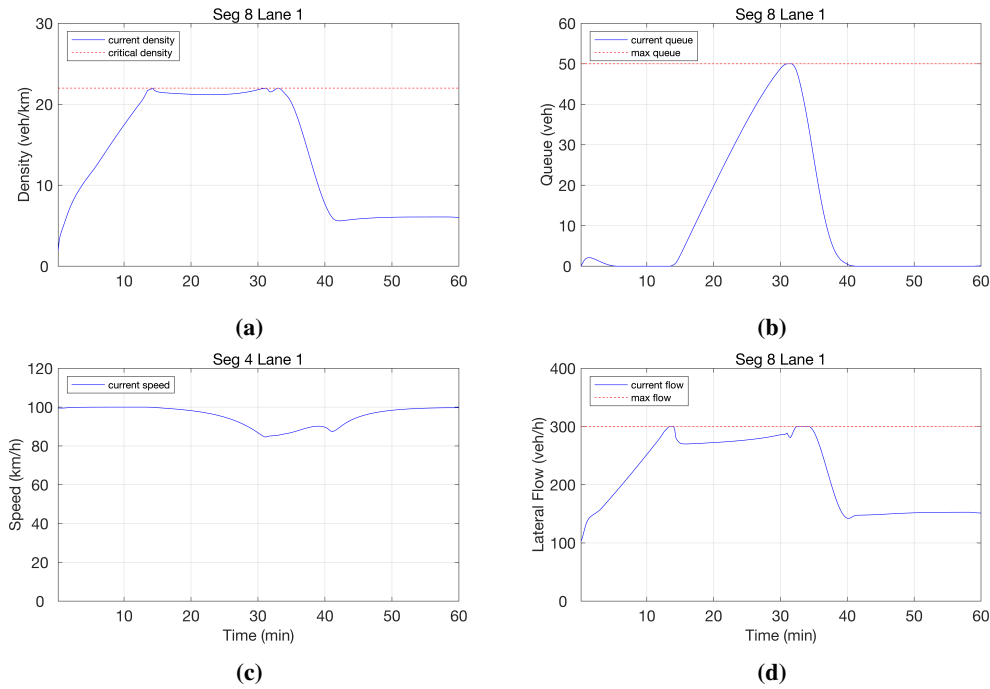 Seg 8 Lane 1
30
20
10
0
Density (veh/km)
current density
critical density
10 20 30 40 50 60
(a)
Seg 8 Lane 1
60
50
40
30
20
10
0
Queue (veh)
current queue
max queue
10 20 30 40 50 60
(b)
Seg 4 Lane 1
120
100
80
60
40
20
0
Speed (km/h)
current speed
10 20 30 40 50 60
Time (min)
(c)
Seg 8 Lane 1
400
300
200
100
0
Lateral Flow (veh/h)
current flow
max flow
10 20 30 40 50 60
Time (min)
(d)